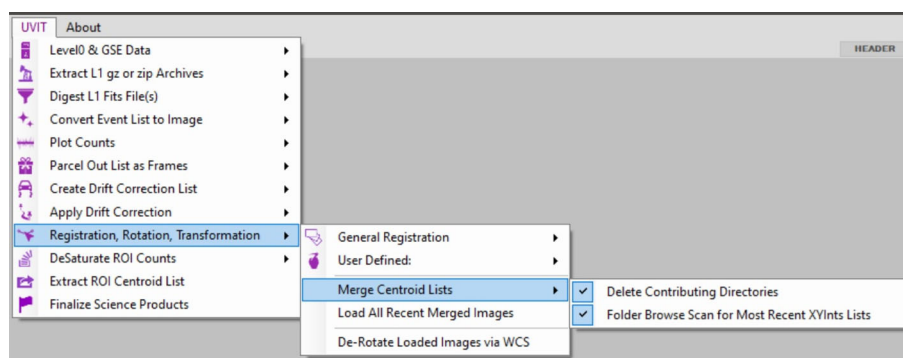 UVIT About
HEADER
Level0 & GSE Data
Extract L1 gz or zip Archives
Digest L1 Fits File(s)
Convert Event List to Image
Plot Counts
Parcel Out List as Frames
Create Drift Correction List
Apply Drift Correction
Registration, Rotation, Transformation
DeSaturate ROI Counts
Extract ROI Centroid List
Finalize Science Products
General Registration
User Defined:
Merge Centroid Lists
Load All Recent Merged Images
De-Rotate Loaded Images via WCS
Delete Contributing Directories
Folder Browse Scan for Most Recent XYInts Lists